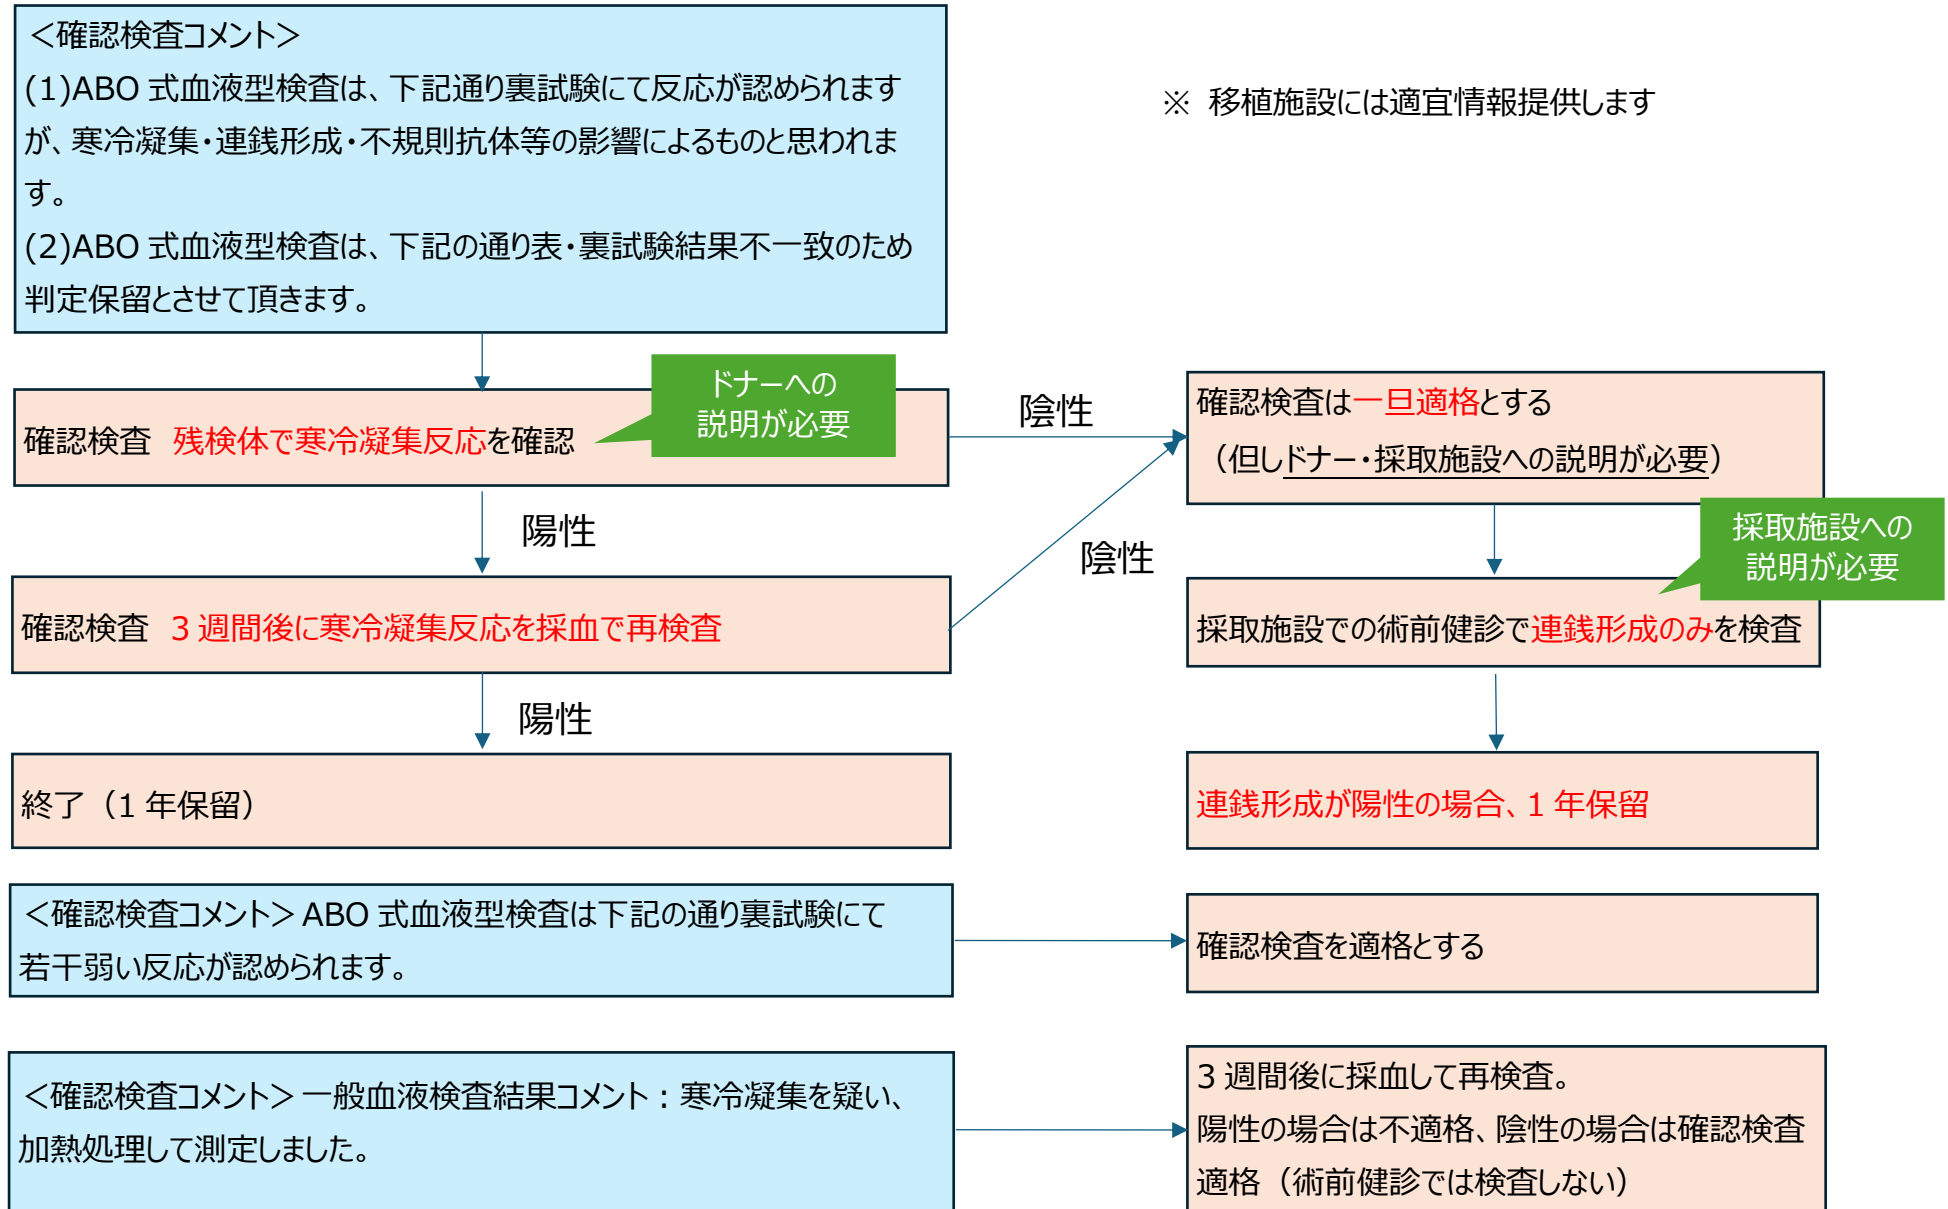 ＜確認検査コメント＞
(1)ABO 式血液型検査は、下記通り裏試験にて反応が認められます
が、寒冷凝集・連銭形成・不規則抗体等の影響によるものと思われま
す。
(2)ABO 式血液型検査は、下記の通り表・裏試験結果不一致のため
判定保留とさせて頂きます。
※ 移植施設には適宜情報提供します
ドナーへの
説明が必要
確認検査 残検体で寒冷凝集反応を確認
陰性
確認検査は一旦適格とする
（但しドナー・採取施設への説明が必要）
陽性
陰性
採取施設への
説明が必要
確認検査 3 週間後に寒冷凝集反応を採血で再検査
採取施設での術前健診で連銭形成のみを検査
陽性
終了（1 年保留）
連銭形成が陽性の場合、1 年保留
＜確認検査コメント＞ABO 式血液型検査は下記の通り裏試験にて
若干弱い反応が認められます。
確認検査を適格とする
＜確認検査コメント＞一般血液検査結果コメント：寒冷凝集を疑い、
加熱処理して測定しました。
3 週間後に採血して再検査。
陽性の場合は不適格、陰性の場合は確認検査
適格（術前健診では検査しない）